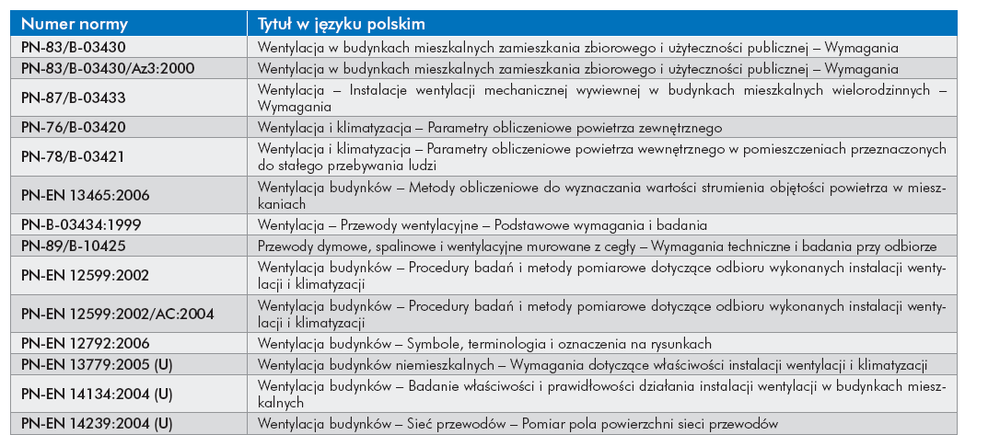 Numer normy Tytuł w języku polskim
PN-83/B-03430 Wentylacja w budynkach mieszkalnych zamieszkania zbiorowego i użyteczności publicznej – Wymagania
PN-83/B-03430/Az3:2000 Wentylacja w budynkach mieszkalnych zamieszkania zbiorowego i użyteczności publicznej – Wymagania
PN-87/B-03433 Wentylacja – Instalacje wentylacji mechanicznej wywiewnej w budynkach mieszkalnych wielorodzinnych –
Wymagania
PN-76/B-03420 Wentylacja i klimatyzacja – Parametry obliczeniowe powietrza zewnętrznego
PN-78/B-03421 Wentylacja i klimatyzacja – Parametry obliczeniowe powietrza wewnętrznego w pomieszczeniach przeznaczonych
do stałego przebywania ludzi
PN-EN 13465:2006 Wentylacja budynków – Metody obliczeniowe do wyznaczania wartości strumienia objętości powietrza w miesz-
kaniach
PN-B-03434:1999 Wentylacja – Przewody wentylacyjne – Podstawowe wymagania i badania
PN-89/B-10425 Przewody dymowe, spalinowe i wentylacyjne murowane z cegły – Wymagania techniczne i badania przy odbiorze
PN-EN 12599:2002 Wentylacja budynków – Procedury badań i metody pomiarowe dotyczące odbioru wykonanych instalacji wenty-
lacji i klimatyzacji
PN-EN 12599:2002/AC:2004 Wentylacja budynków – Procedury badań i metody pomiarowe dotyczące odbioru wykonanych instalacji wenty-
lacji i klimatyzacji
PN-EN 12792:2006 Wentylacja budynków – Symbole, terminologia i oznaczenia na rysunkach
PN-EN 13779:2005 (U) Wentylacja budynków niemieszkalnych – Wymagania dotyczące właściwości instalacji wentylacji i klimatyzacji
PN-EN 14134:2004 (U) Wentylacja budynków – Badanie właściwości i prawidłowości działania instalacji wentylacji w budynkach miesz-
kalnych
PN-EN 14239:2004 (U) Wentylacja budynków – Sieć przewodów – Pomiar pola powierzchni sieci przewodów